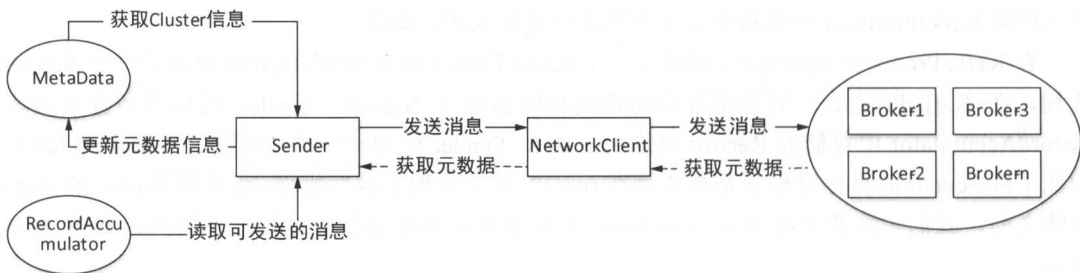 获取Cluster信息
MetaData
更新元数据信息
Sender
发送消息
获取元数据
NetworkClient
发送消息
获取元数据
Broker1
Broker3
Broker2
Brokern
RecordAccu
mulator
读取可发送的消息